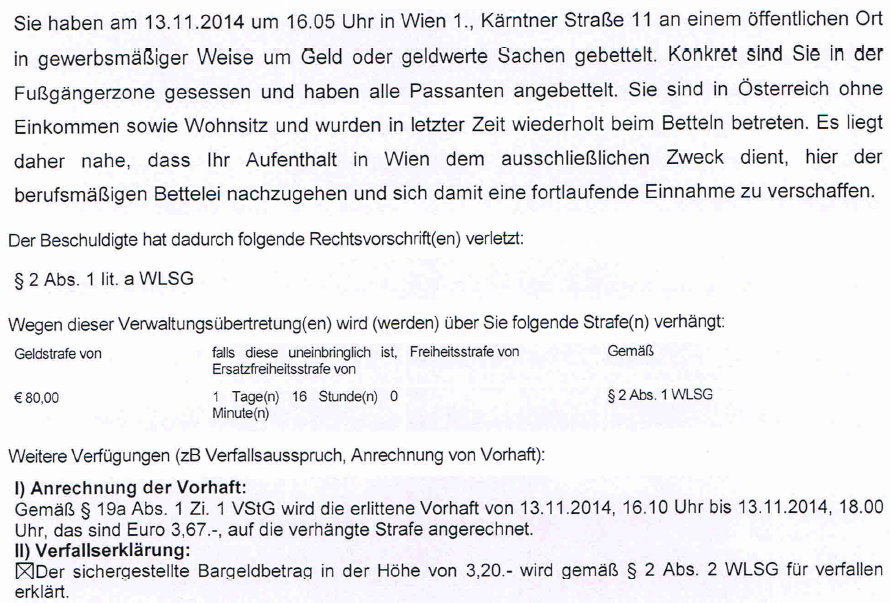 Sie haben am 13.11.2014 um 16.05 Uhr in Wien 1., Kärntner Straße 11 an einem öffentlichen Ort
in gewerbsmäßiger Weise um Geld oder geldwerte Sachen gebettelt. Konkret sind Sie in der
Fußgängerzone gesessen und haben alle Passanten angebettelt. Sie sind in Österreich ohne
Einkommen sowie Wohnsitz und wurden in letzter Zeit wiederholt beim Betteln betreten. Es liegt
daher nahe, dass Ihr Aufenthalt in Wien dem ausschließlichen Zweck dient, hier der
berufsmäßigen Bettelei nachzugehen und sich damit eine fortlaufende Einnahme zu verschaffen.
Der Beschuldigte hat dadurch folgende Rechtsvorschrift(en) verletzt:
§ 2 Abs. 1 lit. a WLSG
Wegen dieser Verwaltungsübertretung(en) wird (werden) über Sie folgende Strafe(n) verhängt:
Geldstrafe von falls diese uneinbringlich ist, Freiheitsstrafe von Gemäß
Ersatzfreiheitsstrafe von
€ 80,00 1 Tage(n) 16 Stunde(n) 0 § 2 Abs. 1 WLSG
Minute(n)
Weitere Verfügungen (zB Verfallsausspruch, Anrechnung von Vorhaft):
I) Anrechnung der Vorhaft:
Gemäß § 19a Abs. 1 Zi. 1 VStG wird die erlittene Vorhaft von 13.11.2014, 16.10 Uhr bis 13.11.2014, 18.00
Uhr, das sind Euro 3,67.-, auf die verhängte Strafe angerechnet.
II) Verfallserklärung:
☒Der sichergestellte Bargeldbetrag in der Höhe von 3,20.- wird gemäß § 2 Abs. 2 WLSG für verfallen
erklärt.